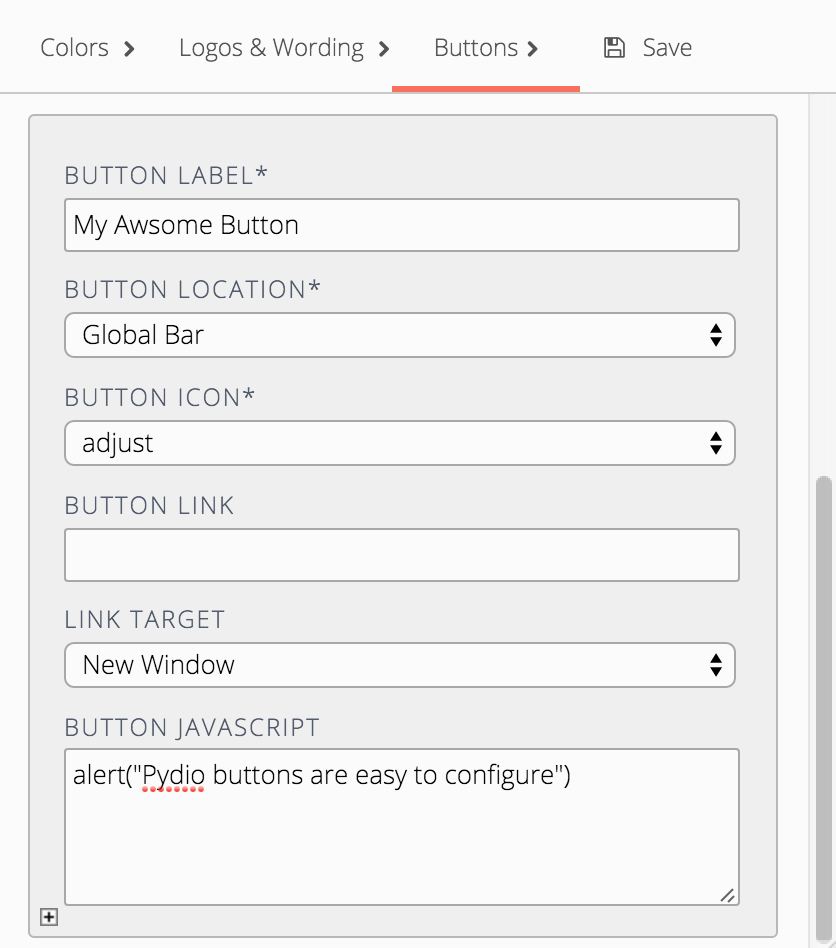 Colors Logos & Wording Buttons Save
BUTTON LABEL*
My Awsome Button
BUTTON LOCATION*
Global Bar
BUTTON ICON*
adjust
BUTTON LINK
LINK TARGET
New Window
BUTTON JAVASCRIPT
alert("Pydio buttons are easy to configure")